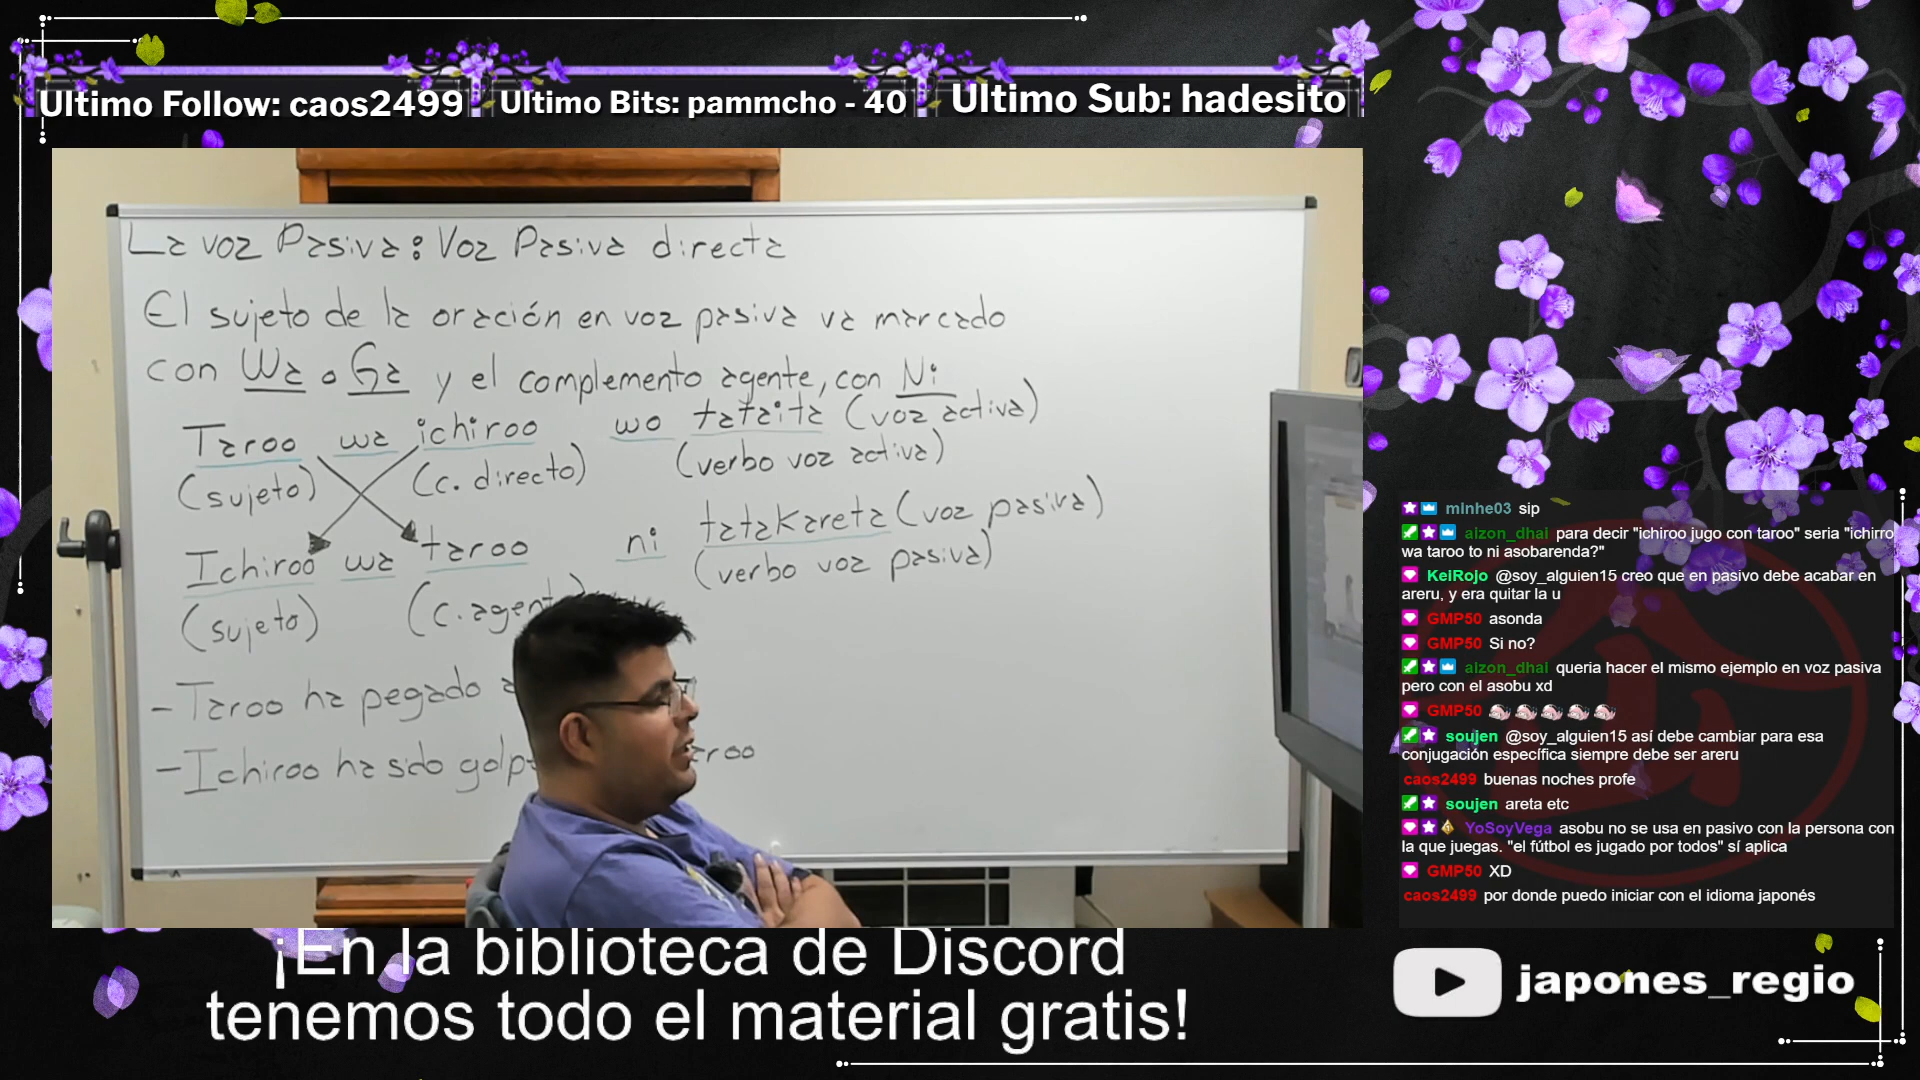 Ultimo Follow: caos2499
Ultimo Bits: pammcho - 40
Ultimo Sub: hadesito
La voz Pasiva: Voz Pasiva directa
El sujeto de la oración en voz pasiva va marcado
con Wa o Ga y el complemento agente, con Ni
Taroo wa ichiroo wo tataita (voz activa)
(sujeto) (c. directo) (verbo voz activa)
Ichiroo wa taroo ni tatakareta (voz pasiva)
(sujeto) (c. agente) (verbo voz pasiva)
- Taroo ha pegado a
- Ichiroo ha sido golp roo
minhe03 sip
aizon_dhai para decir "ichiroo jugo con taroo" seria "ichirro
wa taroo to ni asobarenda?"
KelRojo @soy_alguien15 creo que en pasivo debe acabar en
areru, y era quitar la u
GMP50 asonda
GMP50 Si no?
aizon_dhai queria hacer el mismo ejemplo en voz pasiva
pero con el asobu xd
GMP50
soujen @soy_alguien15 así debe cambiar para esa
conjugación específica siempre debe ser areru
caos2499 buenas noches profe
soujen areta etc
YoSoyVega asobu no se usa en pasivo con la persona con
la que juegas. "el fútbol es jugado por todos" sí aplica
GMP50 XD
caos2499 por donde puedo iniciar con el idioma japonés
¡En la biblioteca de Discord
tenemos todo el material gratis!
japones_regio